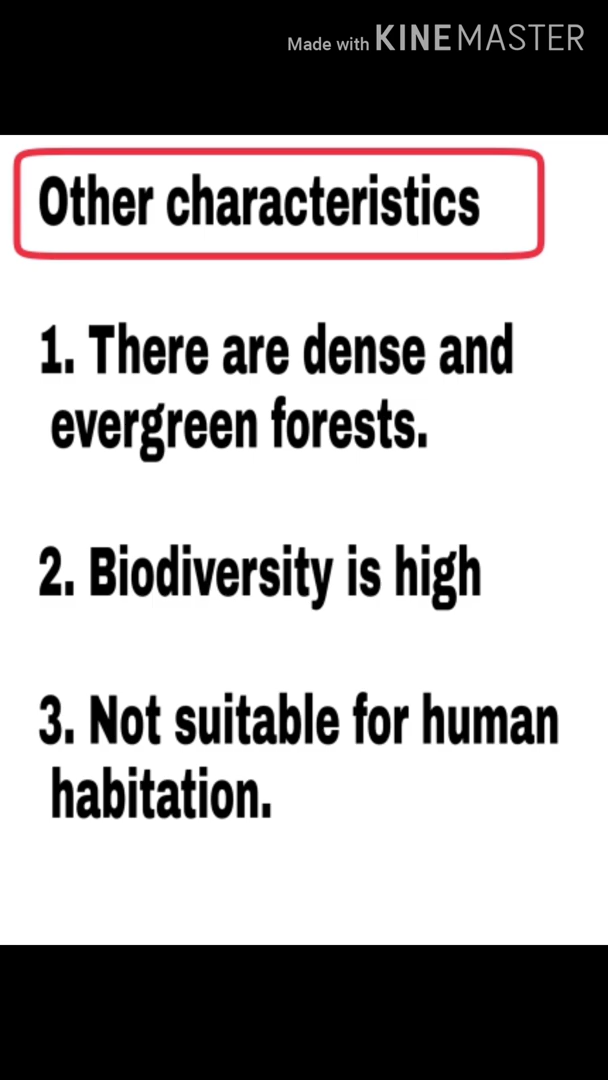 Made with KINEMASTER
Other characteristics
1. There are dense and
evergreen forests.
2. Biodiversity is high
3. Not suitable for human
habitation.